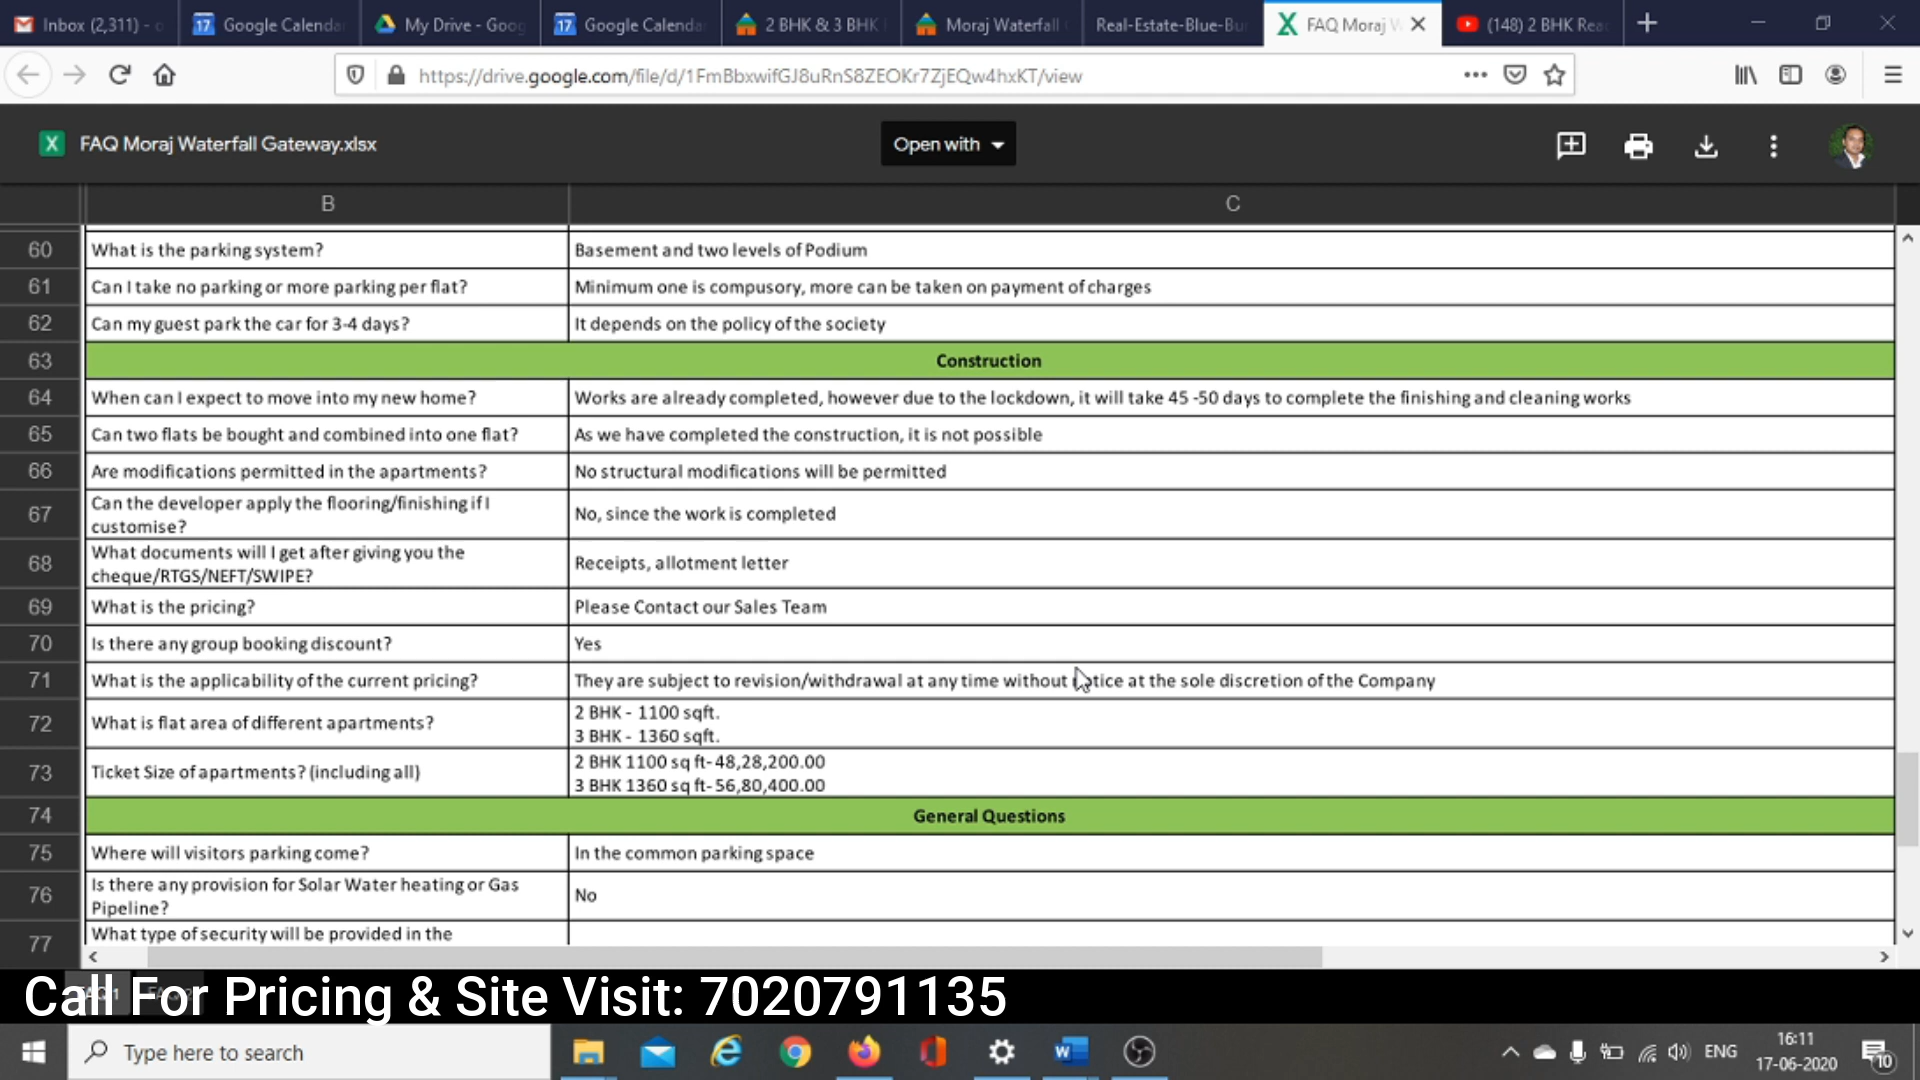 Inbox (2,311) -
Google Calenda
My Drive - Goog
Google Calenda
2 BHK & 3 BHK
Moraj Waterfall
Real-Estate-Blue-Bu
FAQ Moraj W
(148) 2 BHK Rea
https://drive.google.com/file/d/1FmBbxwifGJ8uRnS8ZEOKr7ZjEQw4hxKT/view
FAQ Moraj Waterfall Gateway.xlsx
Open with
B
C
60 What is the parking system? Basement and two levels of Podium
61 Can I take no parking or more parking per flat? Minimum one is compusory, more can be taken on payment of charges
62 Can my guest park the car for 3-4 days? It depends on the policy of the society
63 Construction
64 When can I expect to move into my new home? Works are already completed, however due to the lockdown, it will take 45 -50 days to complete the finishing and cleaning works
65 Can two flats be bought and combined into one flat? As we have completed the construction, it is not possible
66 Are modifications permitted in the apartments? No structural modifications will be permitted
67 Can the developer apply the flooring/finishing if I
customise? No, since the work is completed
68 What documents will I get after giving you the
cheque/RTGS/NEFT/SWIPE? Receipts, allotment letter
69 What is the pricing? Please Contact our Sales Team
70 Is there any group booking discount? Yes
71 What is the applicability of the current pricing? They are subject to revision/withdrawal at any time without notice at the sole discretion of the Company
72 What is flat area of different apartments? 2 BHK - 1100 sqft.
3 BHK - 1360 sqft.
73 Ticket Size of apartments? (including all) 2 BHK 1100 sq ft- 48,28,200.00
3 BHK 1360 sq ft- 56,80,400.00
74 General Questions
75 Where will visitors parking come? In the common parking space
76 Is there any provision for Solar Water heating or Gas
Pipeline? No
77 What type of security will be provided in the
Call For Pricing & Site Visit: 7020791135
Type here to search
ENG
16:11
17-06-2020
10